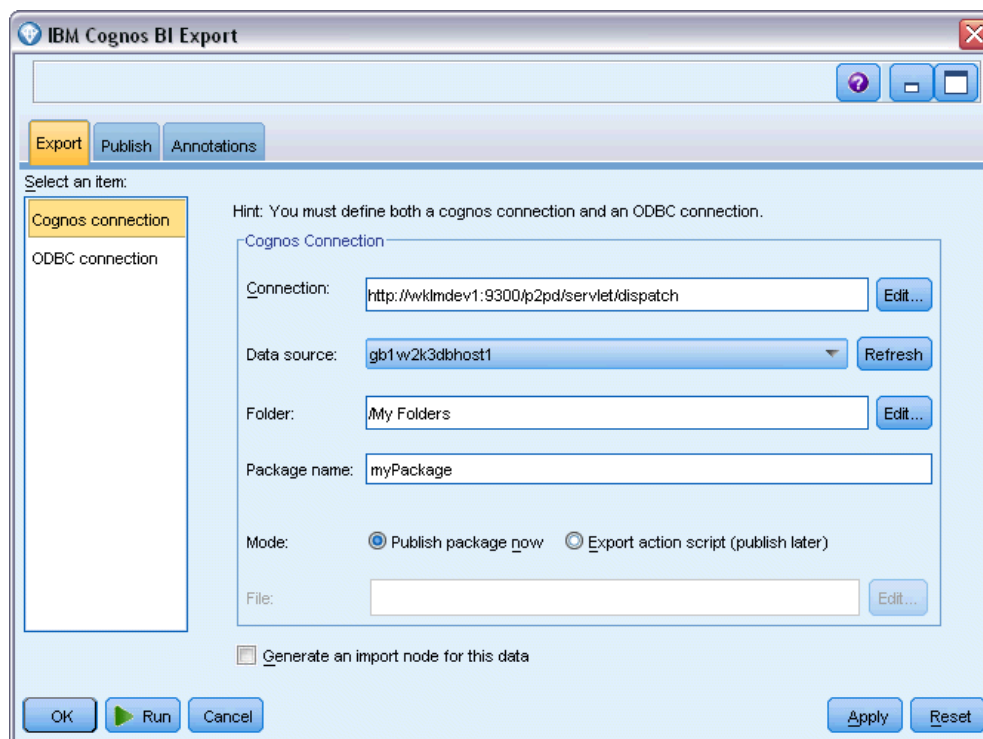 IBM Cognos BI Export
?
Export Publish Annotations
Select an item:
Cognos connection
ODBC connection
Hint: You must define both a cognos connection and an ODBC connection.
Cognos Connection
Connection: http://wklmdev1:9300/p2pd/servlet/dispatch Edit...
Data source: gb1w2k3dbhost1 Refresh
Folder: /My Folders Edit...
Package name: myPackage
Mode: Publish package now Export action script (publish later)
File: Edit...
Generate an import node for this data
OK Run Cancel Apply Reset